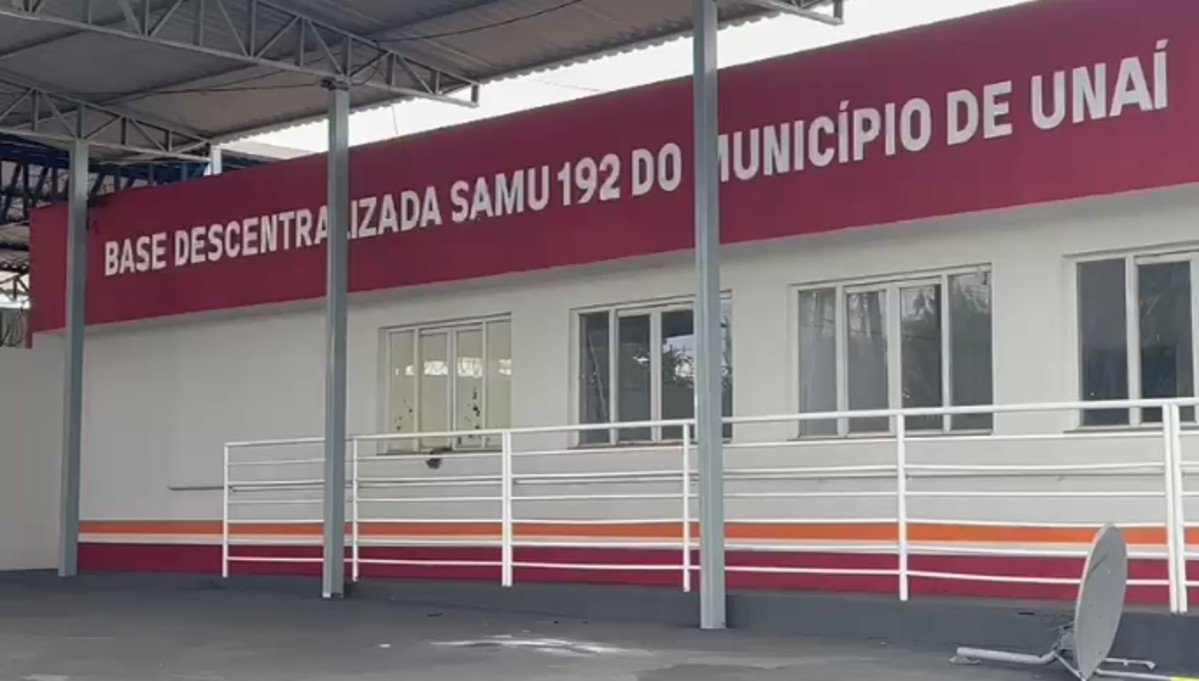 BASE DESCENTRALIZADA SAMU 192 DO MUNICÍPIO DE UNAÍ